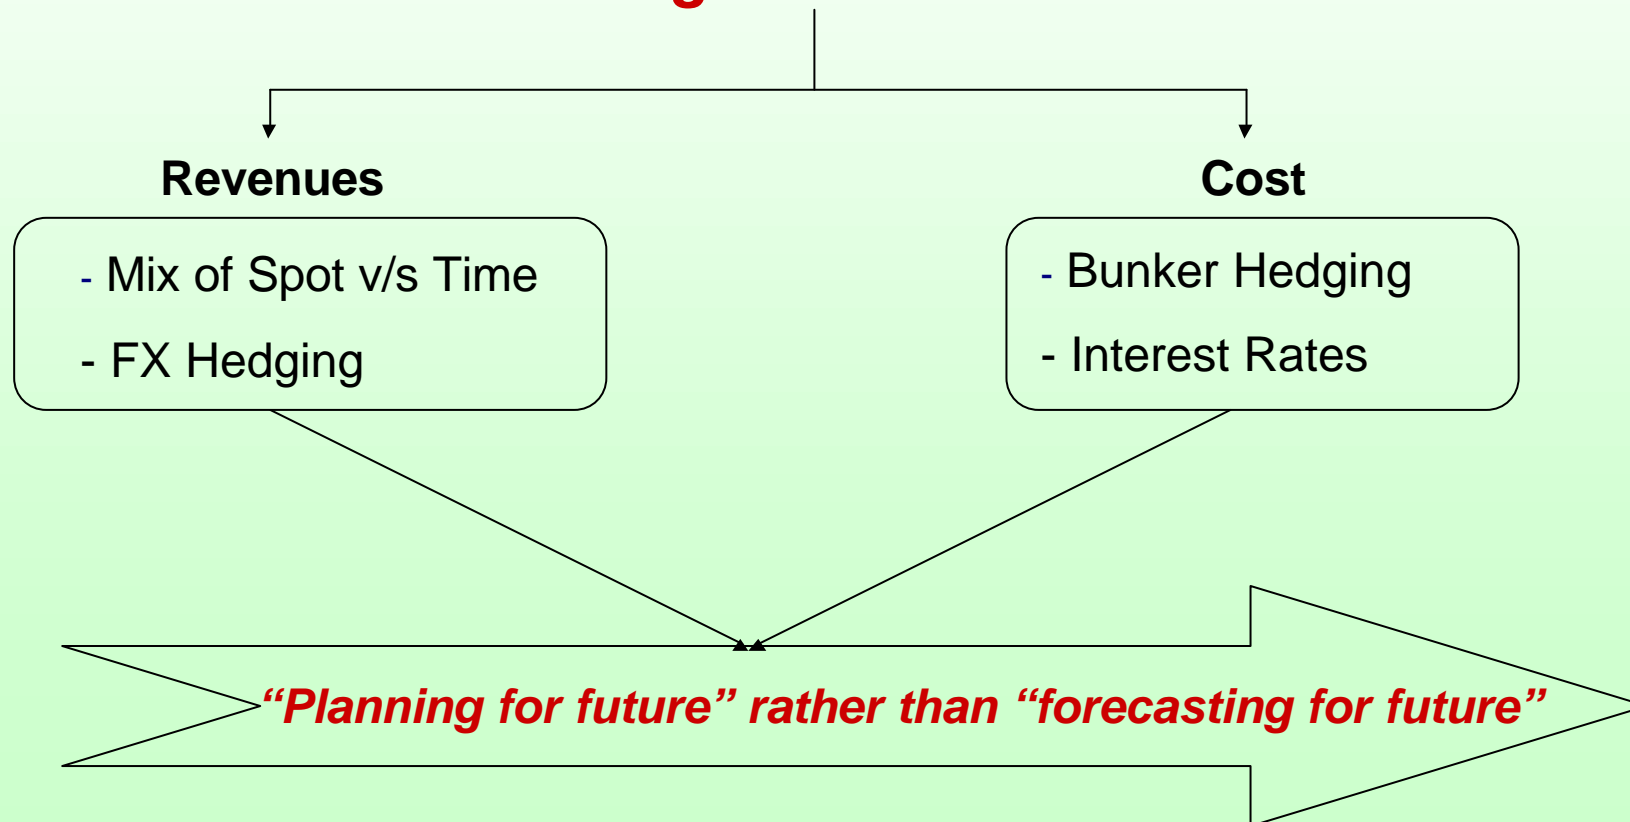 Revenues
Cost
- Mix of Spot v/s Time
- FX Hedging
- Bunker Hedging
- Interest Rates
“Planning for future” rather than “forecasting for future”